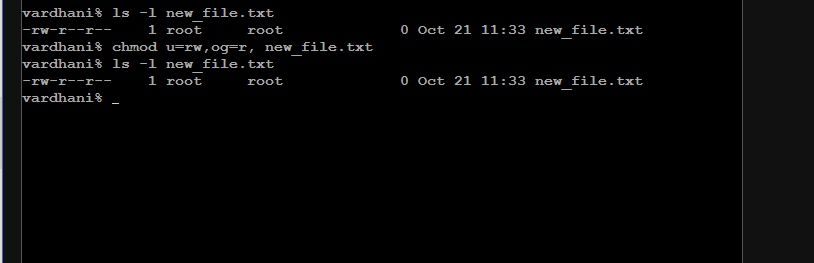 vardhani% ls -l new_file.txt
-rw-r--r--    1 root     root             0 Oct 21 11:33 new_file.txt
vardhani% chmod u=rw,og=r, new_file.txt
vardhani% ls -l new_file.txt
-rw-r--r--    1 root     root             0 Oct 21 11:33 new_file.txt
vardhani% _